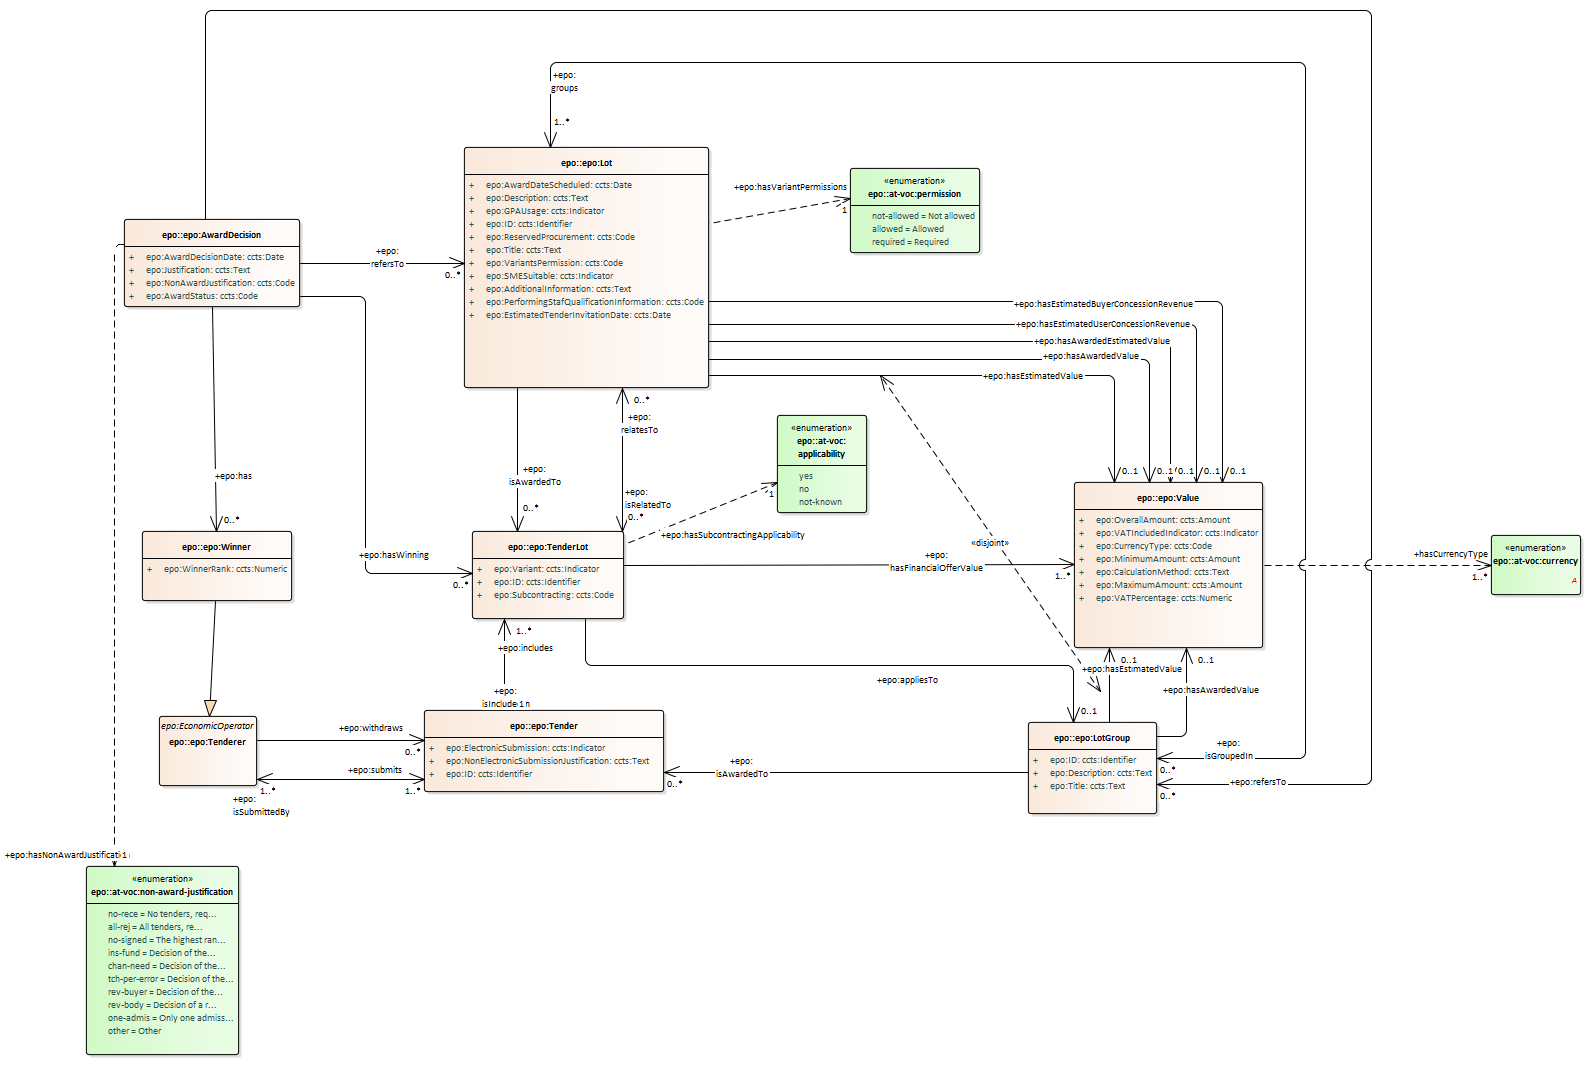 +epo:
groups
1..*
epo::epo:Lot
+ epo:AwardDateScheduled: ccts:Date
+ epo:Description: ccts:Text
+ epo:GPAUsage: ccts:Indicator
+ epo:ID: ccts:Identifier
+ epo:ReservedProcurement: ccts:Code
+ epo:Title: ccts:Text
+ epo:VariantsPermission: ccts:Code
+ epo:SMESuitable: ccts:Indicator
+ epo:AdditionalInformation: ccts:Text
+ epo:PerformingStafQualificationInformation: ccts:Code
+ epo:EstimatedTenderInvitationDate: ccts:Date
+epo:hasVariantPermissions
1
«enumeration»
epo::at-voc:permission
not-allowed = Not allowed
allowed = Allowed
required = Required
epo::epo:AwardDecision
+ epo:AwardDecisionDate: ccts:Date
+ epo:Justification: ccts:Text
+ epo:NonAwardJustification: ccts:Code
+ epo:AwardStatus: ccts:Code
+epo:
refersTo
0..*
+epo:hasEstimatedBuyerConcessionRevenue
+epo:hasEstimatedUserConcessionRevenue
+epo:hasAwardedEstimatedValue
+epo:hasAwardedValue
+epo:hasEstimatedValue
0..1
0..1
0..1
0..1
0..1
0..*
+epo:
relatesTo
«enumeration»
epo::at-voc:
applicability
yes
no
not-known
+epo:
isAwardedTo
0..*
+epo:
isRelatedTo
0..*
1
+epo:hasSubcontractingApplicability
+epo:has
0..*
epo::epo:Winner
+ epo:WinnerRank: ccts:Numeric
+epo:hasWinning
0..*
epo::epo:TenderLot
+ epo:Variant: ccts:Indicator
+ epo:ID: ccts:Identifier
+ epo:Subcontracting: ccts:Code
«disjoint»
+epo:
hasFinancialOfferValue
1..*
epo::epo:Value
+ epo:OverallAmount: ccts:Amount
+ epo:VATIncludedIndicator: ccts:Indicator
+ epo:CurrencyType: ccts:Code
+ epo:MinimumAmount: ccts:Amount
+ epo:CalculationMethod: ccts:Text
+ epo:MaximumAmount: ccts:Amount
+ epo:VATPercentage: ccts:Numeric
+epo:hasCurrencyType
1..*
«enumeration»
epo::at-voc:currency
A
1..*
+epo:includes
+epo:
isInclude 1 n
+epo:appliesTo
0..1
0..1
+epo:hasEstimatedValue
0..1
+epo:hasAwardedValue
epo:EconomicOperator
epo::epo:Tenderer
+epo:withdraws
0..*
+epo:submits
1..*
1..*
+epo:
isSubmittedBy
epo::epo:Tender
+ epo:ElectronicSubmission: ccts:Indicator
+ epo:NonElectronicSubmissionJustification: ccts:Text
+ epo:ID: ccts:Identifier
+epo:
isAwardedTo
0..*
epo::epo:LotGroup
+ epo:ID: ccts:Identifier
+ epo:Description: ccts:Text
+ epo:Title: ccts:Text
+epo:
isGroupedIn
0..*
+epo:refersTo
0..*
+epo:hasNonAwardJustificati 1
«enumeration»
epo::at-voc:non-award-justification
no-rece = No tenders, req...
all-rej = All tenders, re...
no-signed = The highest ran...
ins-fund = Decision of the...
chan-need = Decision of the...
tch-per-error = Decision of the...
rev-buyer = Decision of the...
rev-body = Decision of a r...
one-admis = Only one admiss...
other = Other